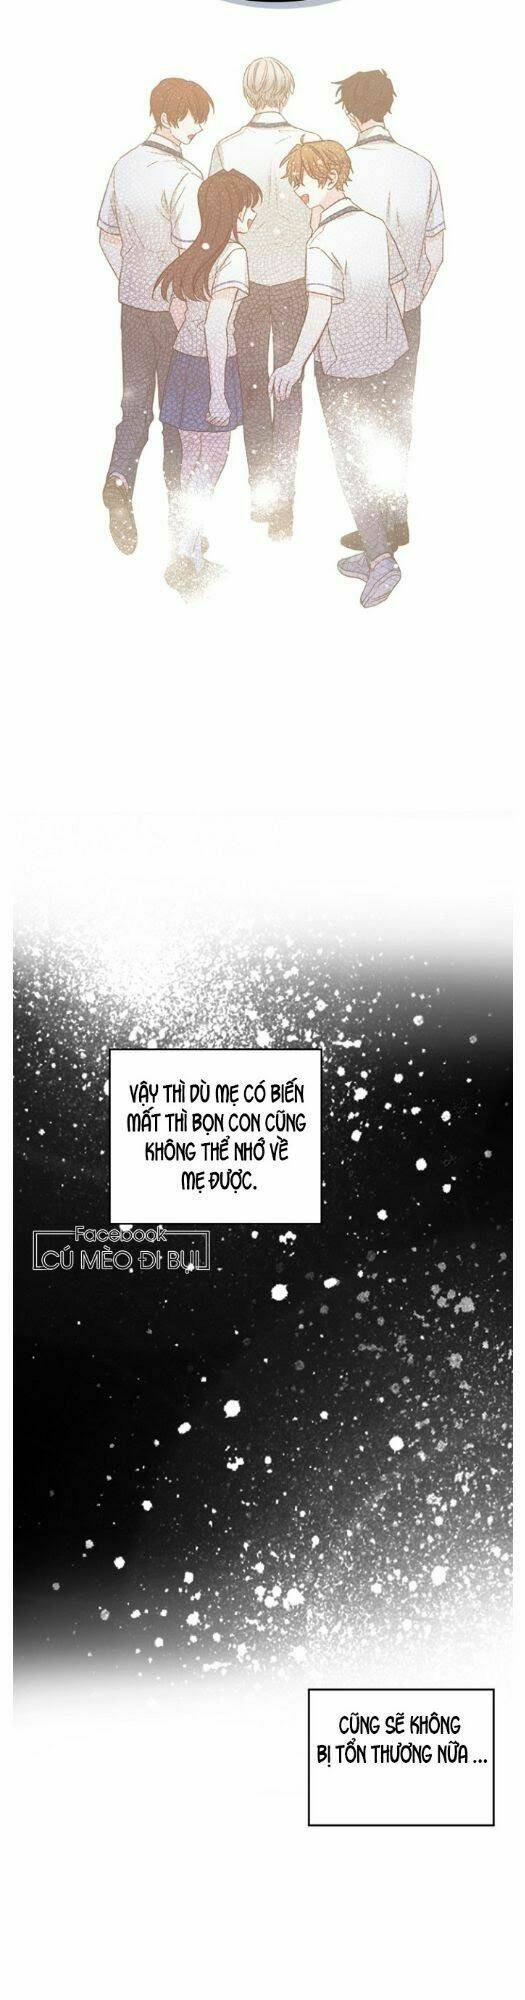 VẬY THÌ DÙ MẸ CÓ BIẾN
MẤT THÌ BỌN CON CŨNG
KHÔNG THỂ NHỚ VỀ
MẸ ĐƯỢC.
Facebook
CÚ MÈO ĐI BỤI
CŨNG SẼ KHÔNG
BỊ TỔN THƯƠNG NỮA ...